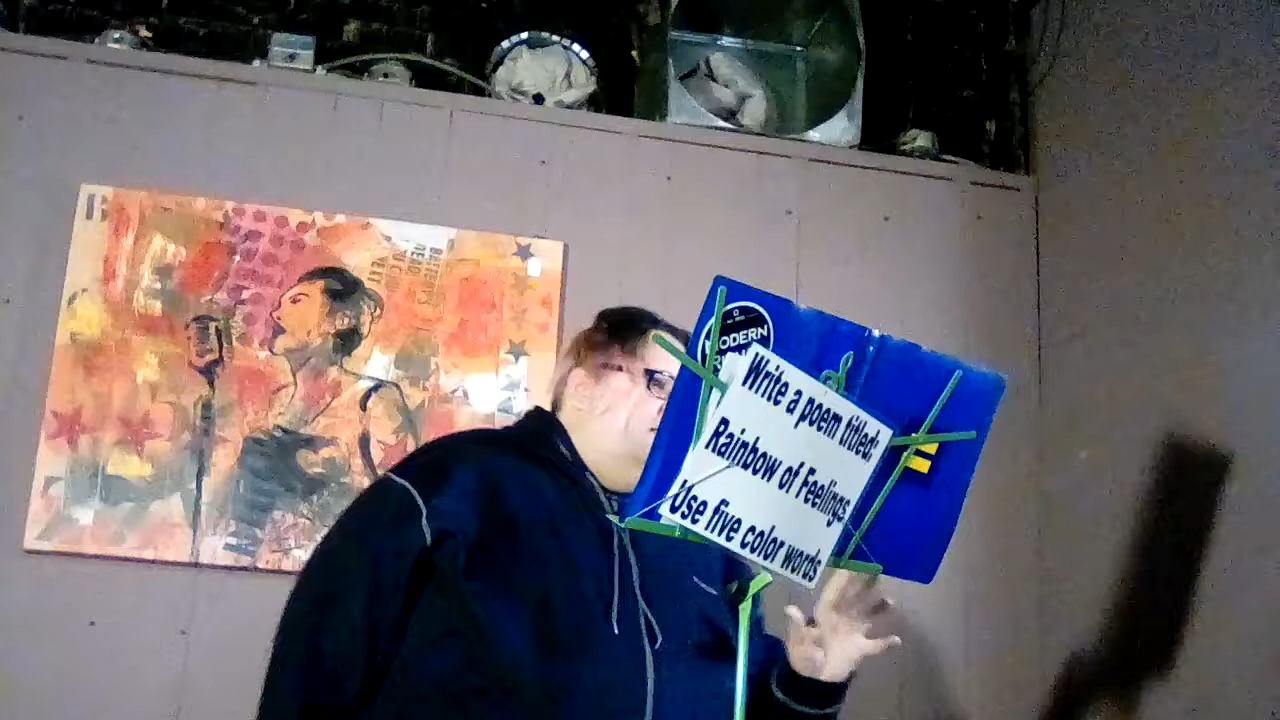 B
MODERN
Write a poem titled:
Rainbow of Feelings
Use five color words